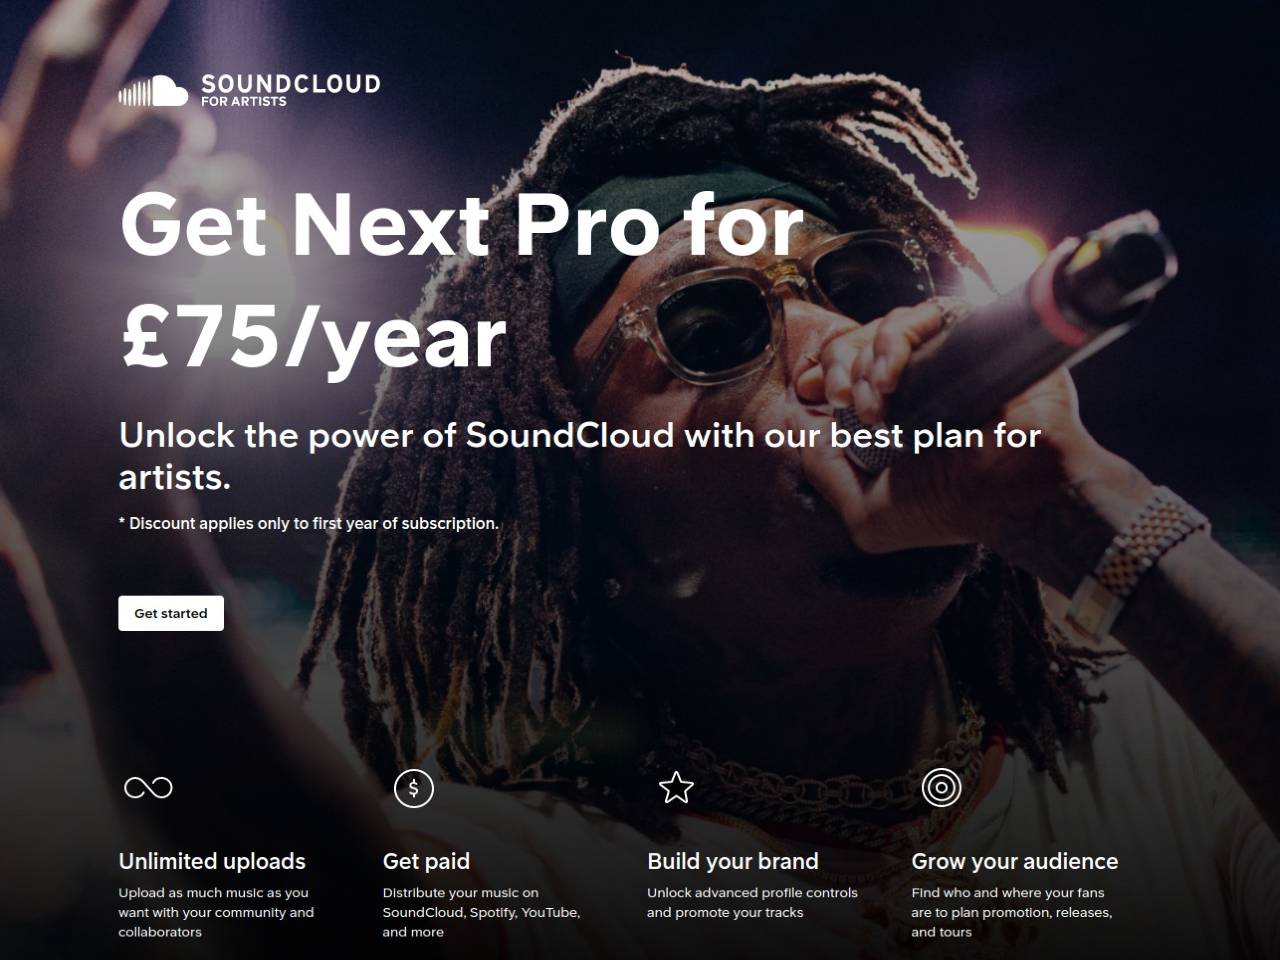 SOUNDCLOUD
FOR ARTISTS
Get Next Pro for
£75/year
Unlock the power of SoundCloud with our best plan for
artists.
* Discount applies only to first year of subscription.
Get started
Unlimited uploads
Upload as much music as you
want with your community and
collaborators
Get paid
Distribute your music on
SoundCloud, Spotify, YouTube,
and more
Build your brand
Unlock advanced profile controls
and promote your tracks
Grow your audience
Find who and where your fans
are to plan promotion, releases,
and tours